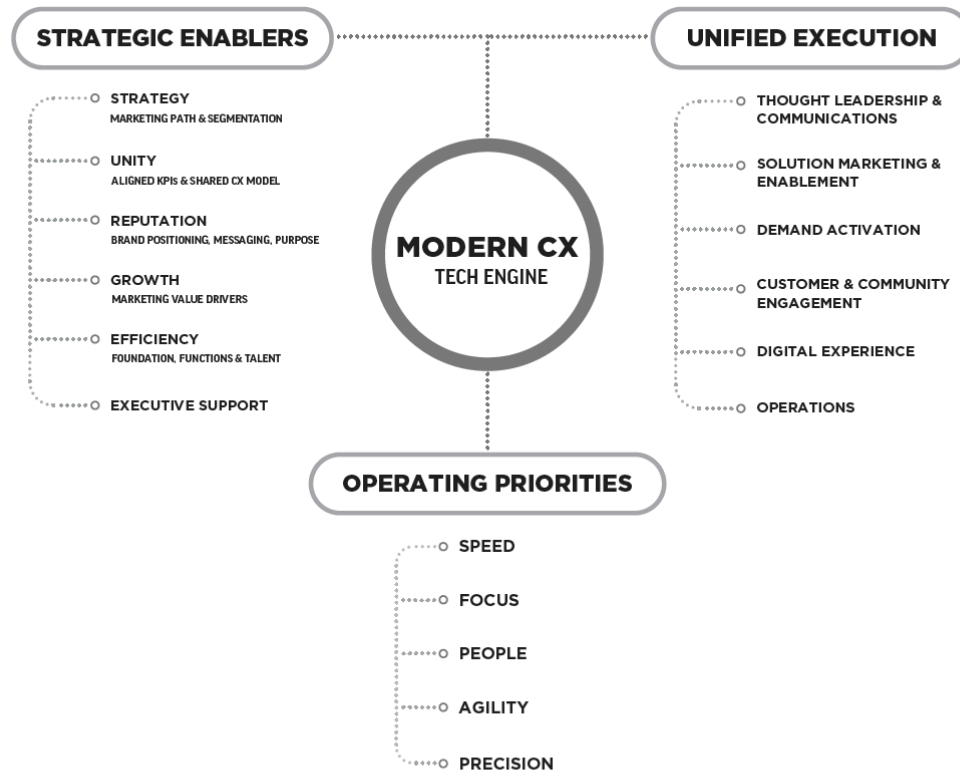 STRATEGIC ENABLERS
STRATEGY
MARKETING PATH & SEGMENTATION
UNITY
ALIGNED KPIs & SHARED CX MODEL
REPUTATION
BRAND POSITIONING, MESSAGING, PURPOSE
GROWTH
MARKETING VALUE DRIVERS
EFFICIENCY
FOUNDATION, FUNCTIONS & TALENT
EXECUTIVE SUPPORT
MODERN CX
TECH ENGINE
UNIFIED EXECUTION
THOUGHT LEADERSHIP &
COMMUNICATIONS
SOLUTION MARKETING &
ENABLEMENT
DEMAND ACTIVATION
CUSTOMER & COMMUNITY
ENGAGEMENT
DIGITAL EXPERIENCE
OPERATIONS
OPERATING PRIORITIES
SPEED
FOCUS
PEOPLE
AGILITY
PRECISION